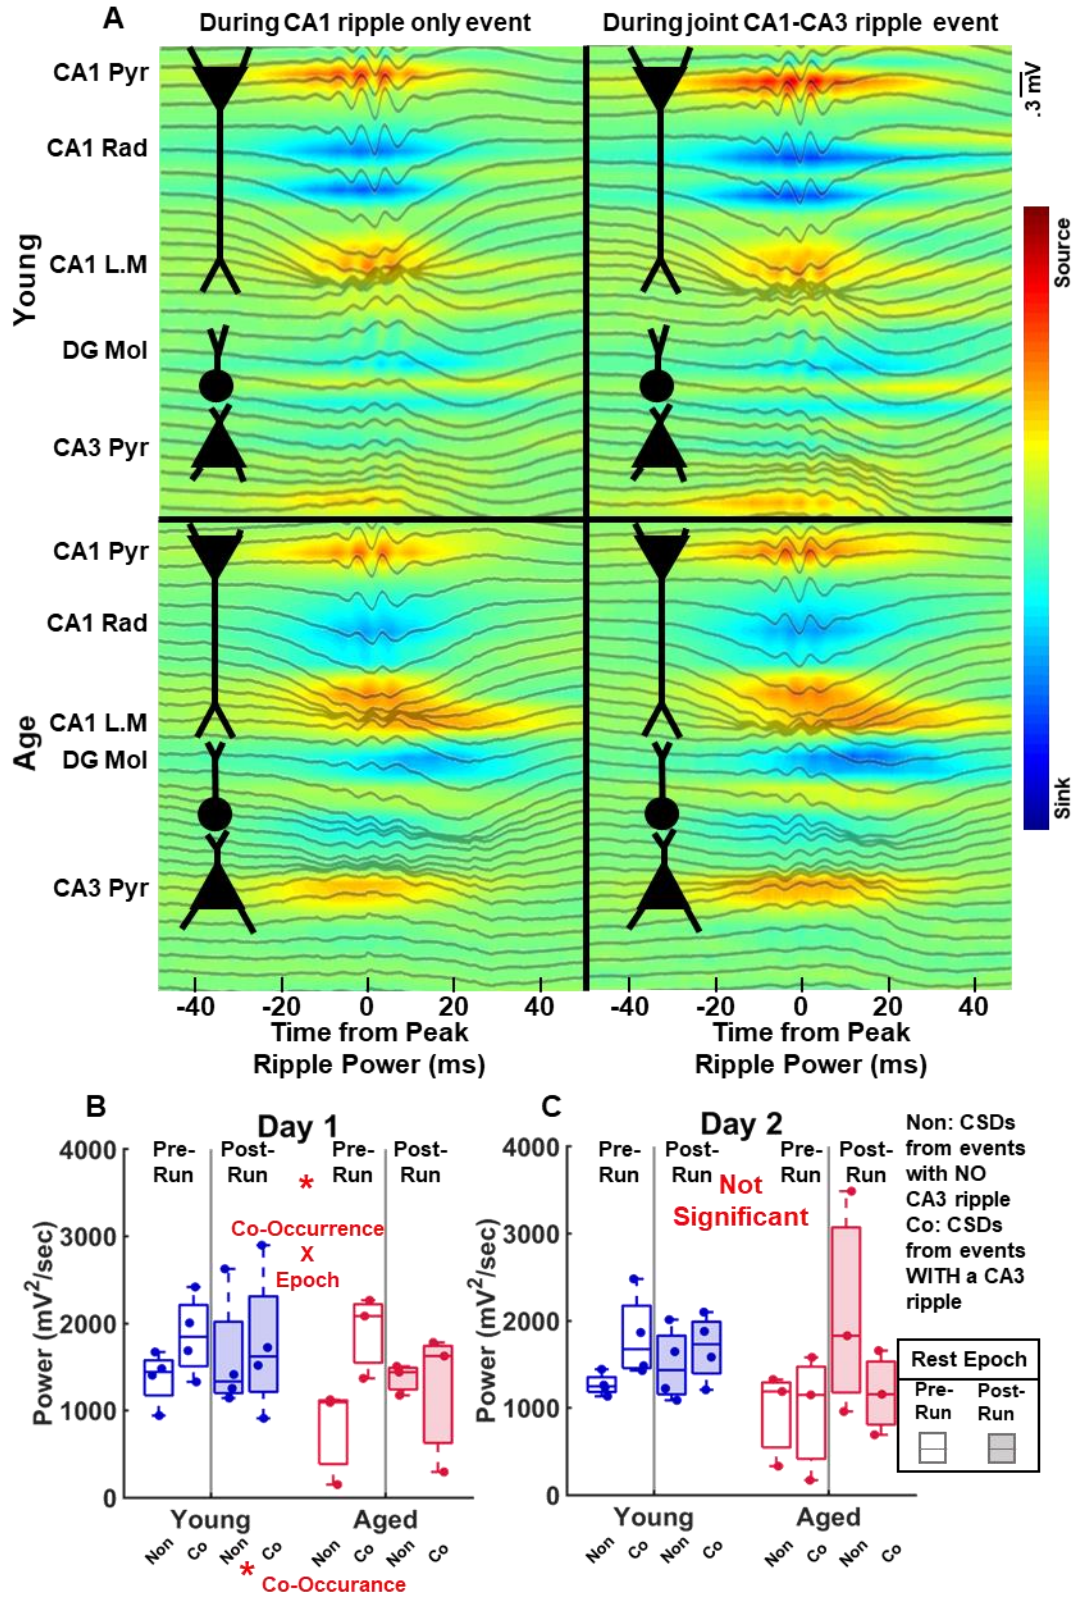 A
During CA1 ripple only event
During joint CA1-CA3 ripple event
CA1 Pyr
CA1 Rad
CA1 L.M
DG Mol
CA3 Pyr
Young
.3 mV
Source
Sink
CA1 Pyr
CA1 Rad
CA1 L.M
DG Mol
CA3 Pyr
Age
-40 -20 0 20 40
Time from Peak
Ripple Power (ms)
-40 -20 0 20 40
Time from Peak
Ripple Power (ms)
B
Day 1
Pre-
Run
Post-
Run
Pre-
Run
Post-
Run
*
Co-Occurrence
X
Epoch
4000
3000
2000
1000
0
Power (mV2/sec)
Young
Aged
Non Co Non Co Non Co Non Co
* Co-Occurance
C
Day 2
Pre-
Run
Post-
Run
Pre-
Run
Post-
Run
Not
Significant
4000
3000
2000
1000
0
Power (mV2/sec)
Young
Aged
Non Co Non Co Non Co Non Co
Non: CSDs
from events
with NO
CA3 ripple
Co: CSDs
from events
WITH a CA3
ripple
Rest Epoch
Pre-
Run
Post-
Run